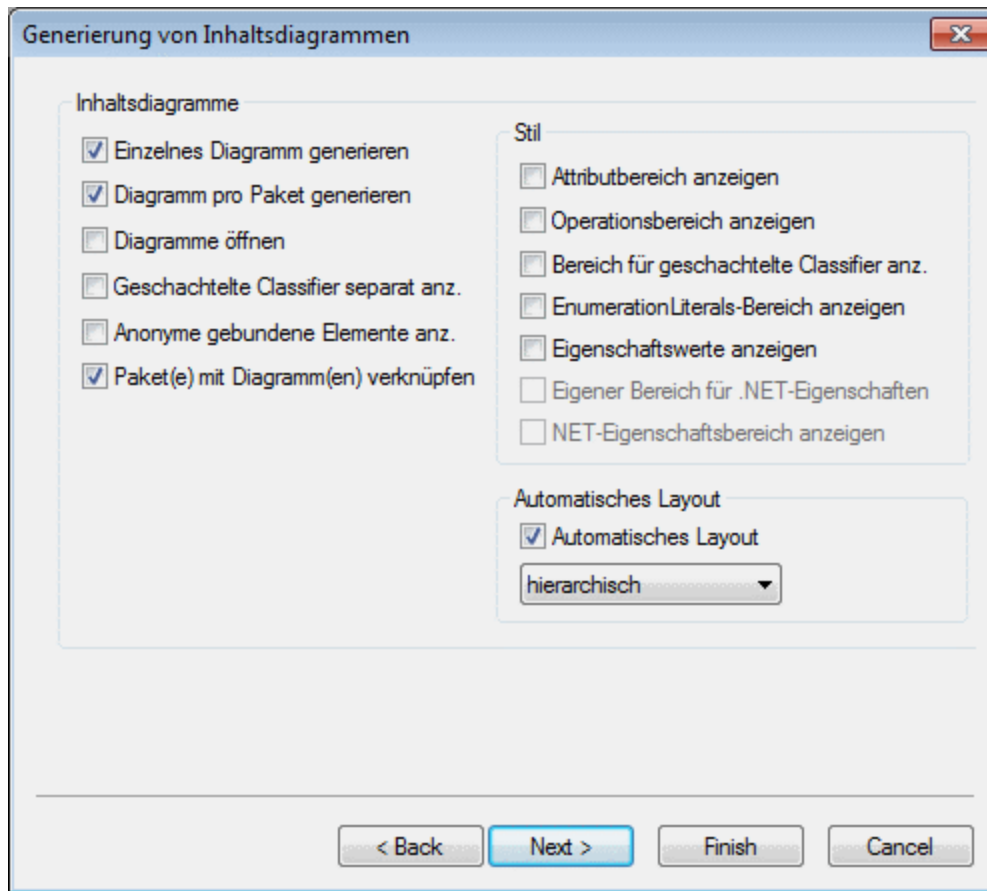 Generierung von Inhaltsdiagrammen
Inhaltsdiagramme
Einzelnes Diagramm generieren
Diagramm pro Paket generieren
Diagramme öffnen
Geschachtelte Classifier separat anz.
Anonyme gebundene Elemente anz.
Paket(e) mit Diagramm(en) verknüpfen
Stil
Attributbereich anzeigen
Operationsbereich anzeigen
Bereich für geschachtelte Classifier anz.
EnumerationLiterals-Bereich anzeigen
Eigenschaftswerte anzeigen
Eigener Bereich für .NET-Eigenschaften
NET-Eigenschaftsbereich anzeigen
Automatisches Layout
Automatisches Layout
hierarchisch
< Back
Next >
Finish
Cancel